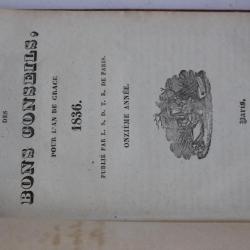 DES
BONS CONSEILS,
POUR L'AN DE GRACE
1836.
PUBLIÉ PAR L. S. D. T. R. DE PARIS.
ONZIÈME ANNÉE.
Paris,